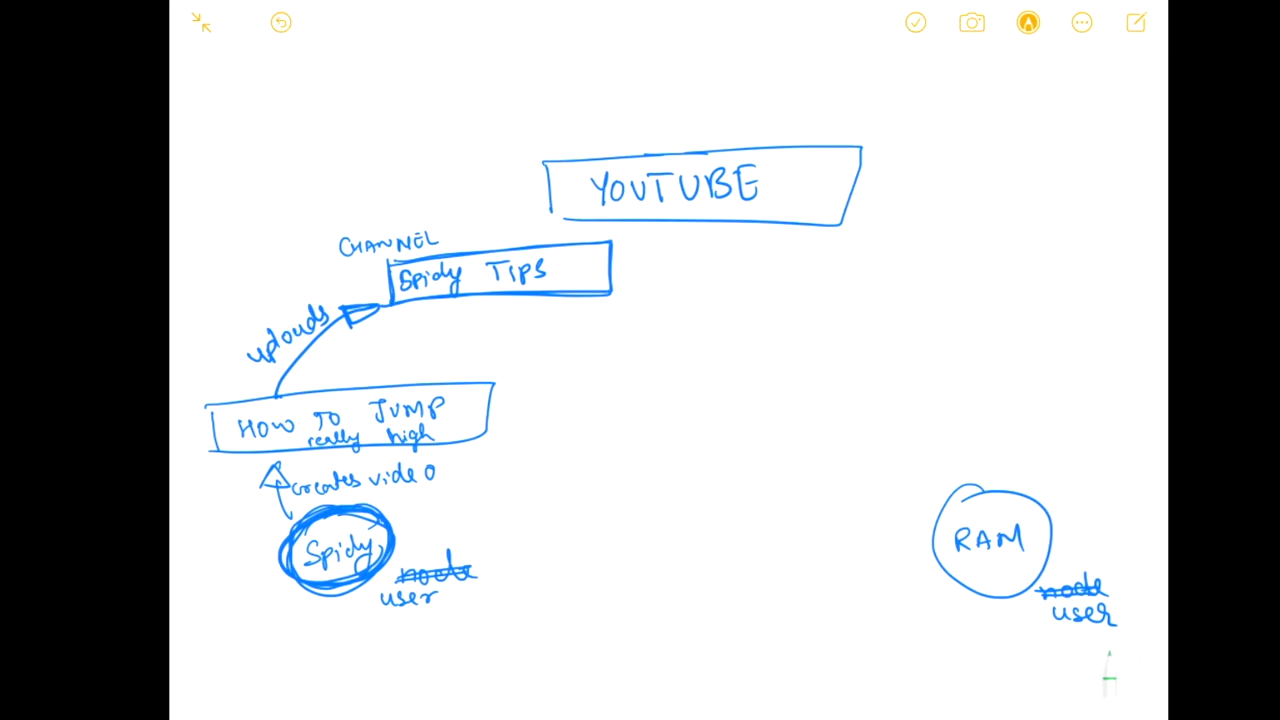 YOUTUBE
CHANNEL
Spidy Tips
uploads
HOW TO JUMP
really high
creates video
Spidy
node
user
RAM
node
user